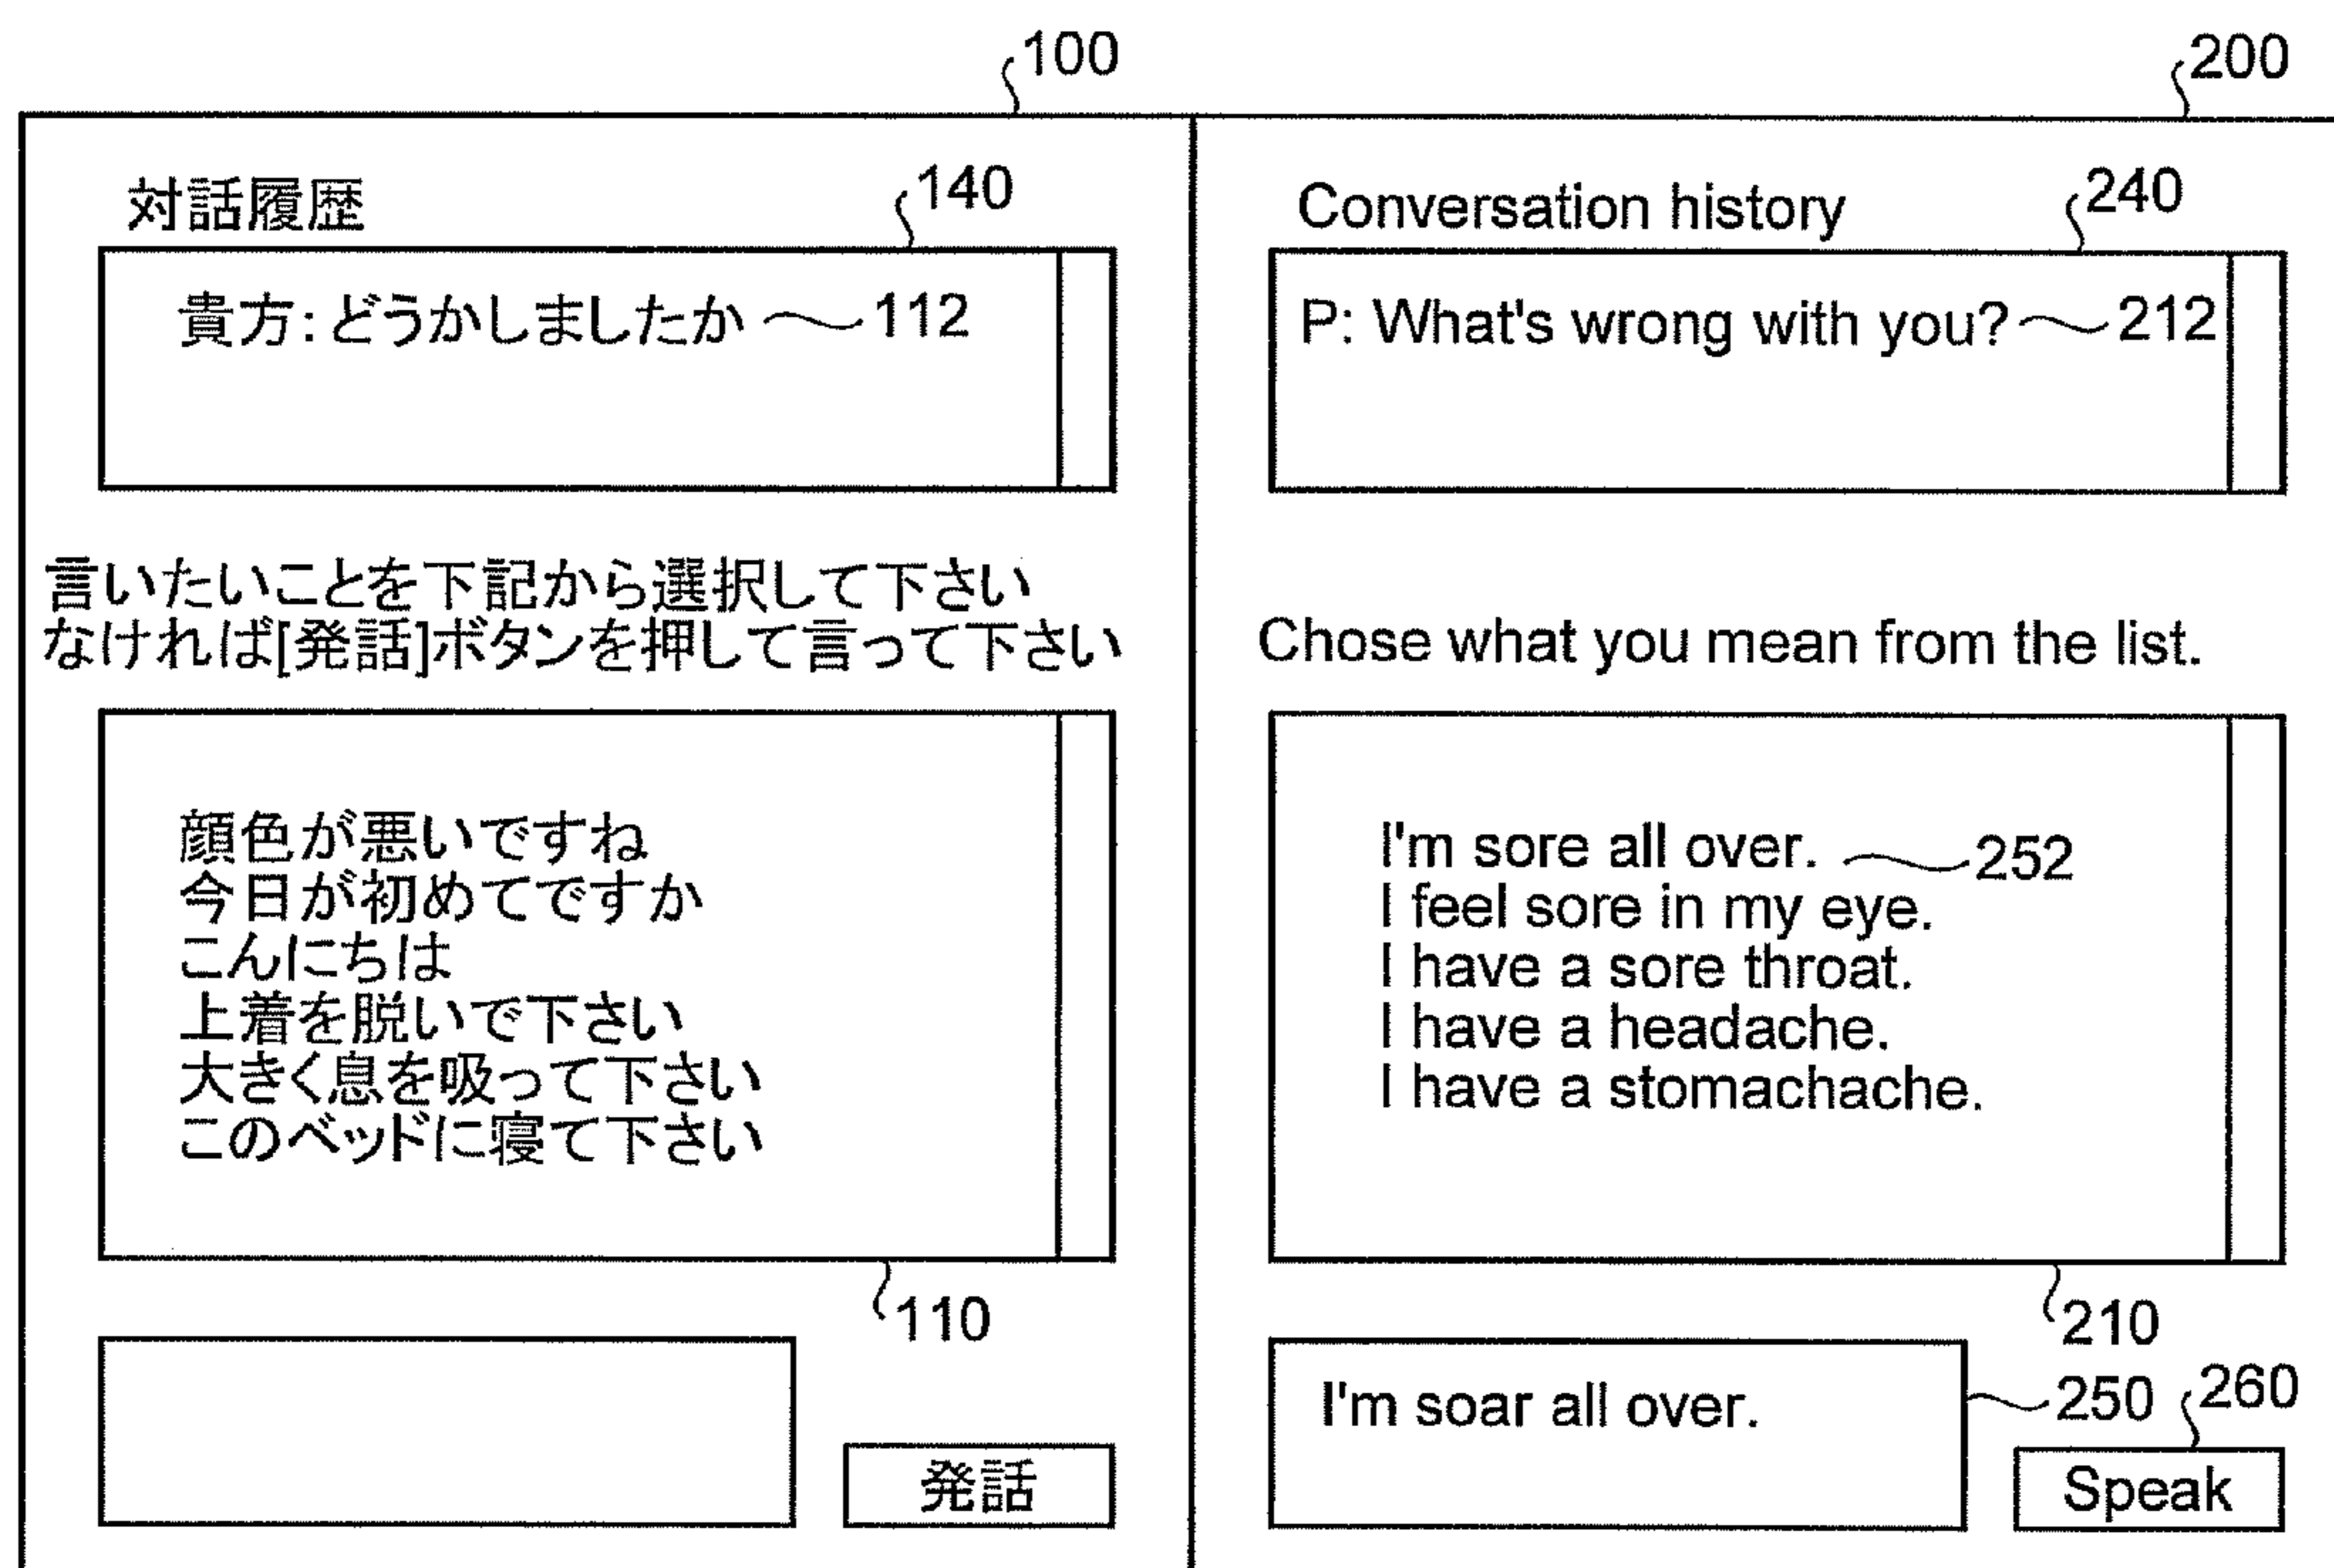 100
200
対話履歴
140
貴方:どうかしましたか 112
言いたいことを下記から選択して下さい
なければ[発話]ボタンを押して言って下さい
顔色が悪いですね
今日が初めてですか
こんにちは
上着を脱いで下さい
大きく息を吸って下さい
このベッドに寝て下さい
110
発話
Conversation history
240
P: What's wrong with you? 212
Chose what you mean from the list.
I'm sore all over. 252
I feel sore in my eye.
I have a sore throat.
I have a headache.
I have a stomachache.
210
I'm soar all over.
250
260
Speak